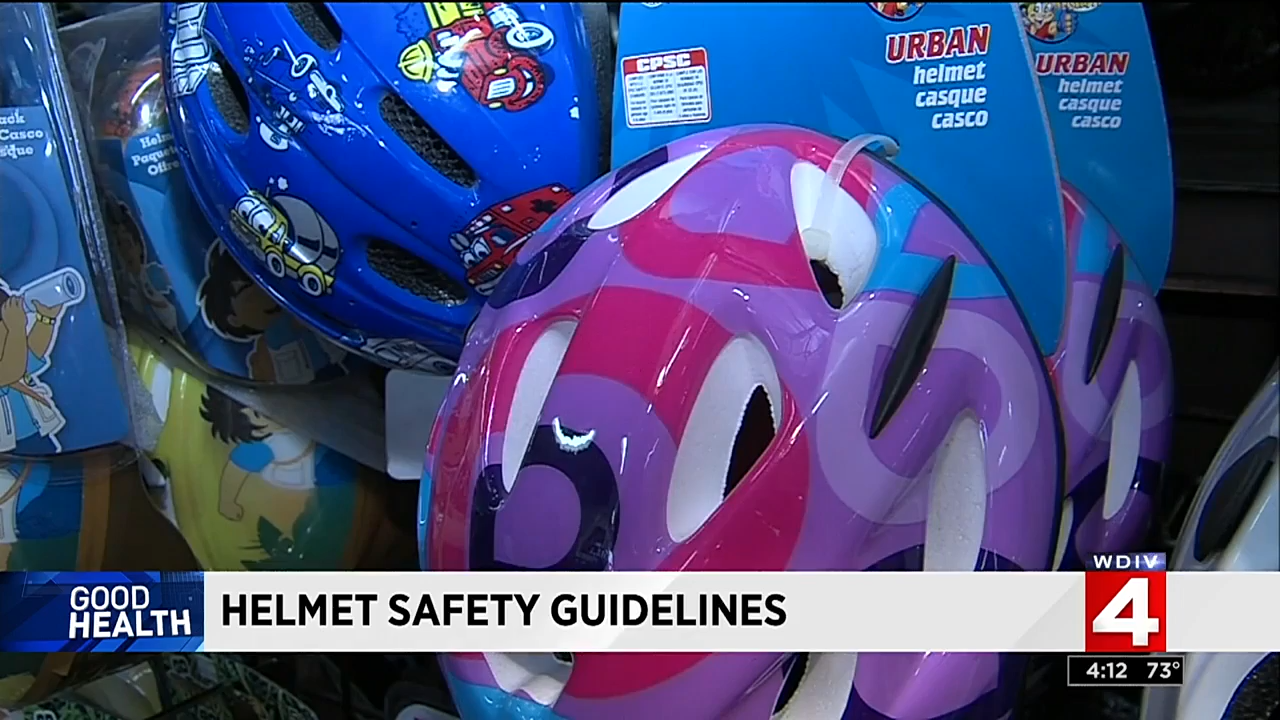 CPSC
URBAN
helmet
casque
casco
URBAN
helmet
casque
casco
Casco
GOOD
HEALTH
HELMET SAFETY GUIDELINES
WDIV
4
4:12 73°